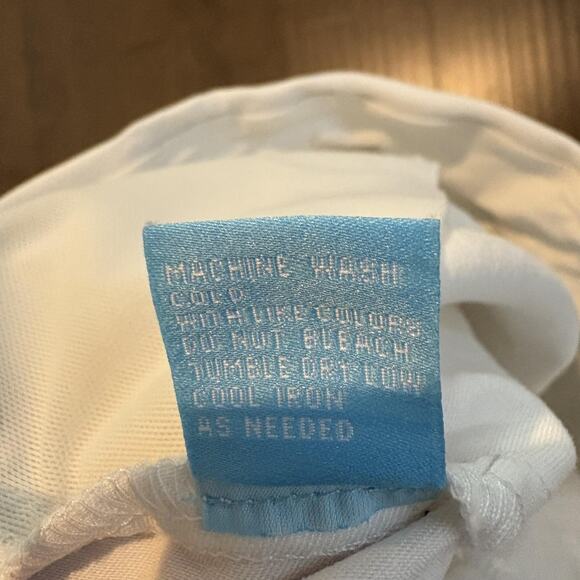 MACHINE WASH
COLD
WITH LIKE COLORS
DO NOT BLEACH
TUMBLE DRY LOW
COOL IRON
AS NEEDED